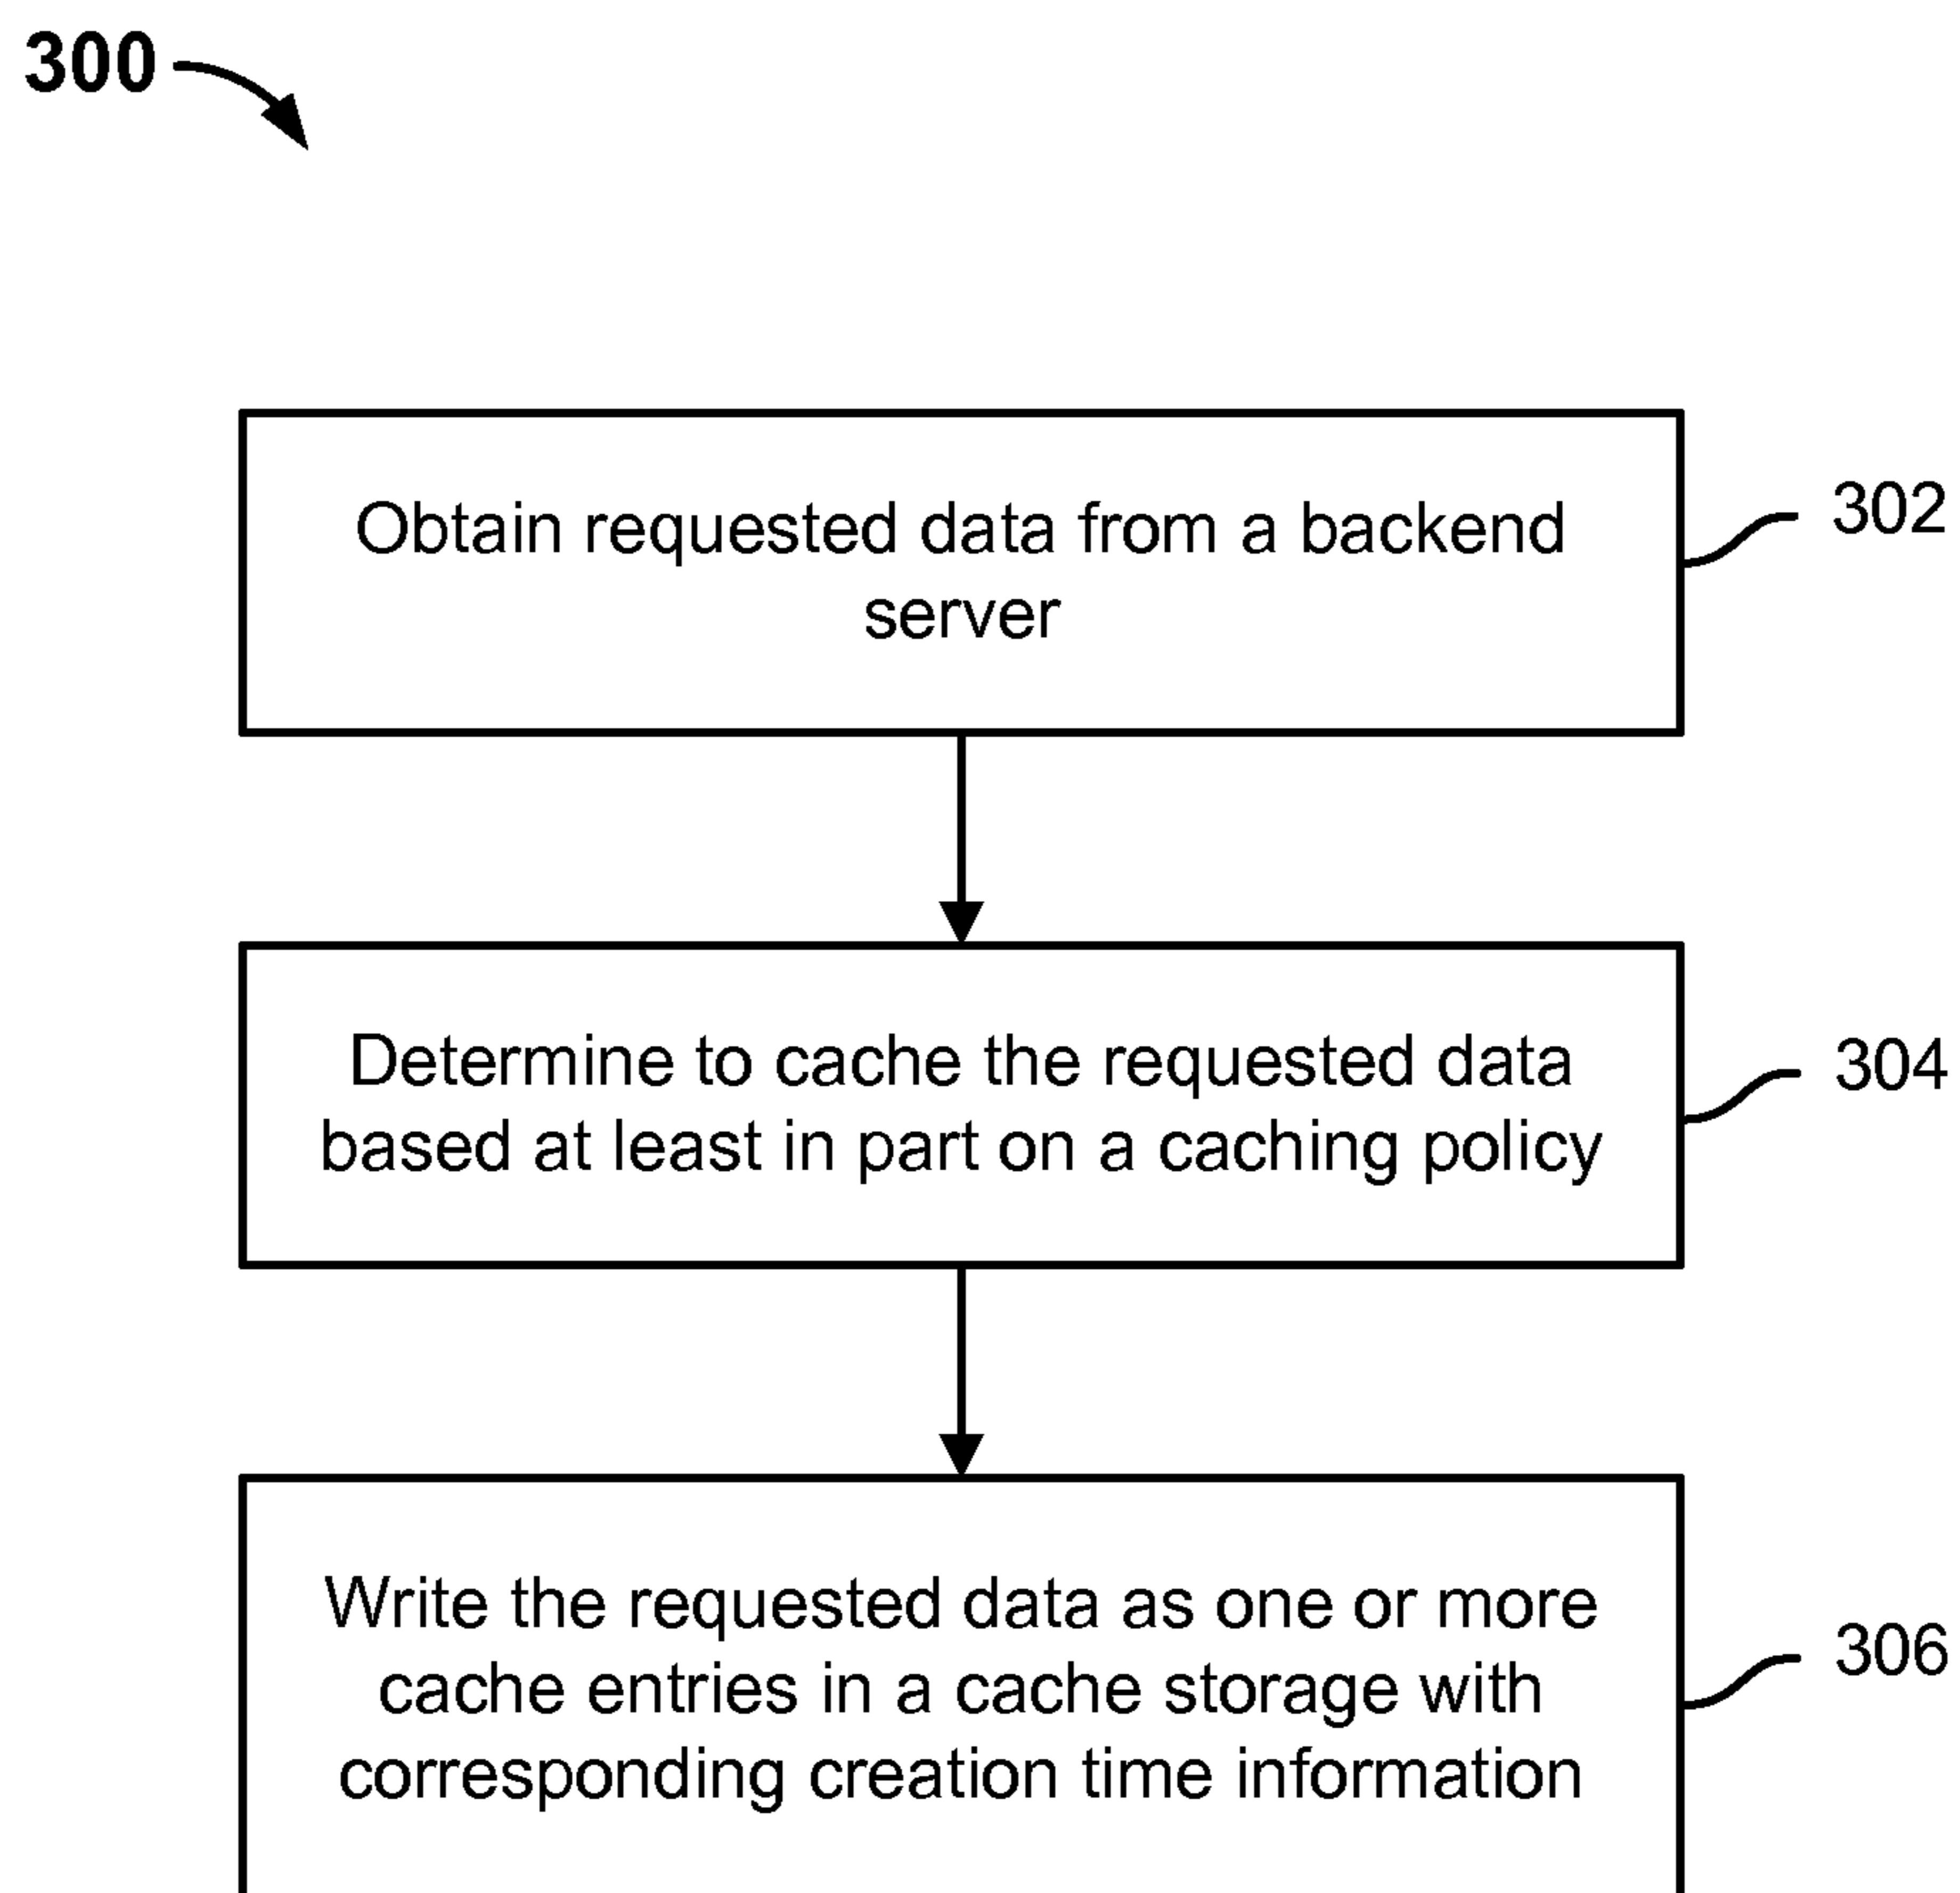 300
Obtain requested data from a backend
server
302
Determine to cache the requested data
based at least in part on a caching policy
304
Write the requested data as one or more
cache entries in a cache storage with
corresponding creation time information
306